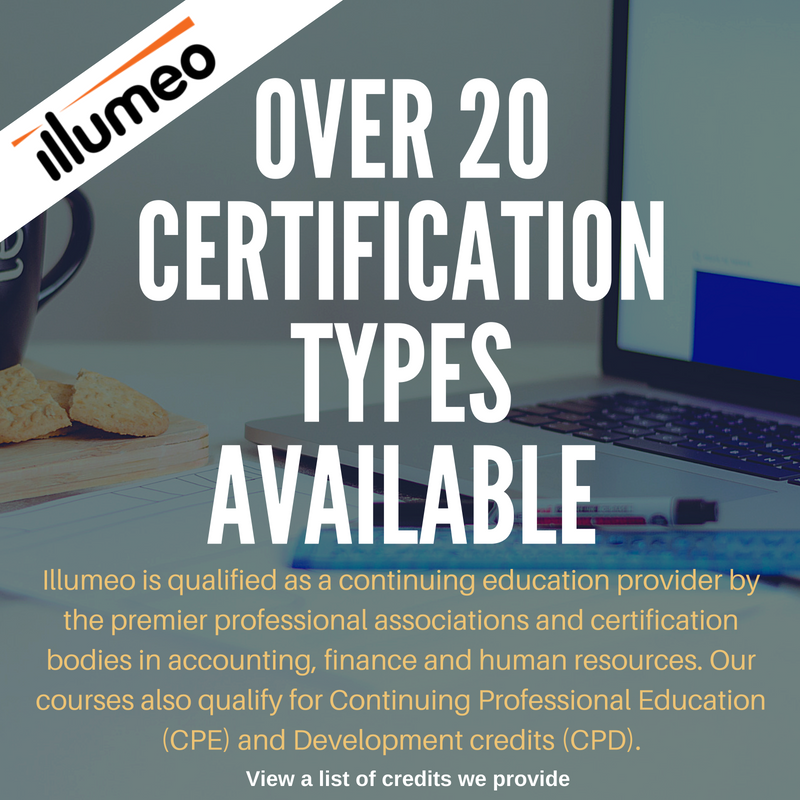 illumeo
OVER 20
CERTIFICATION
TYPES
AVAILABLE
Illumeo is qualified as a continuing education provider by
the premier professional associations and certification
bodies in accounting, finance and human resources. Our
courses also qualify for Continuing Professional Education
(CPE) and Development credits (CPD).
View a list of credits we provide